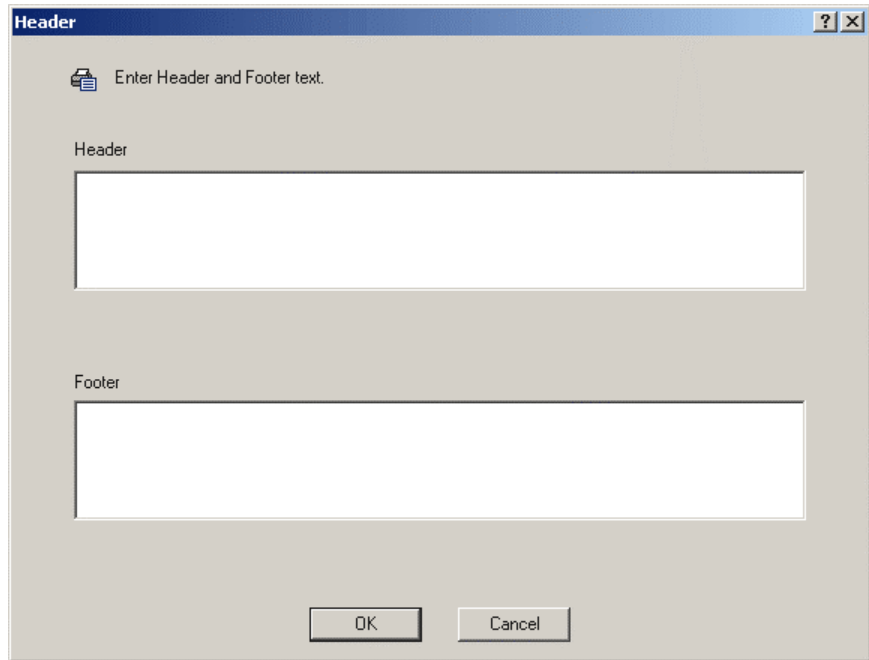 Header
Enter Header and Footer text.
Header
Footer
OK Cancel